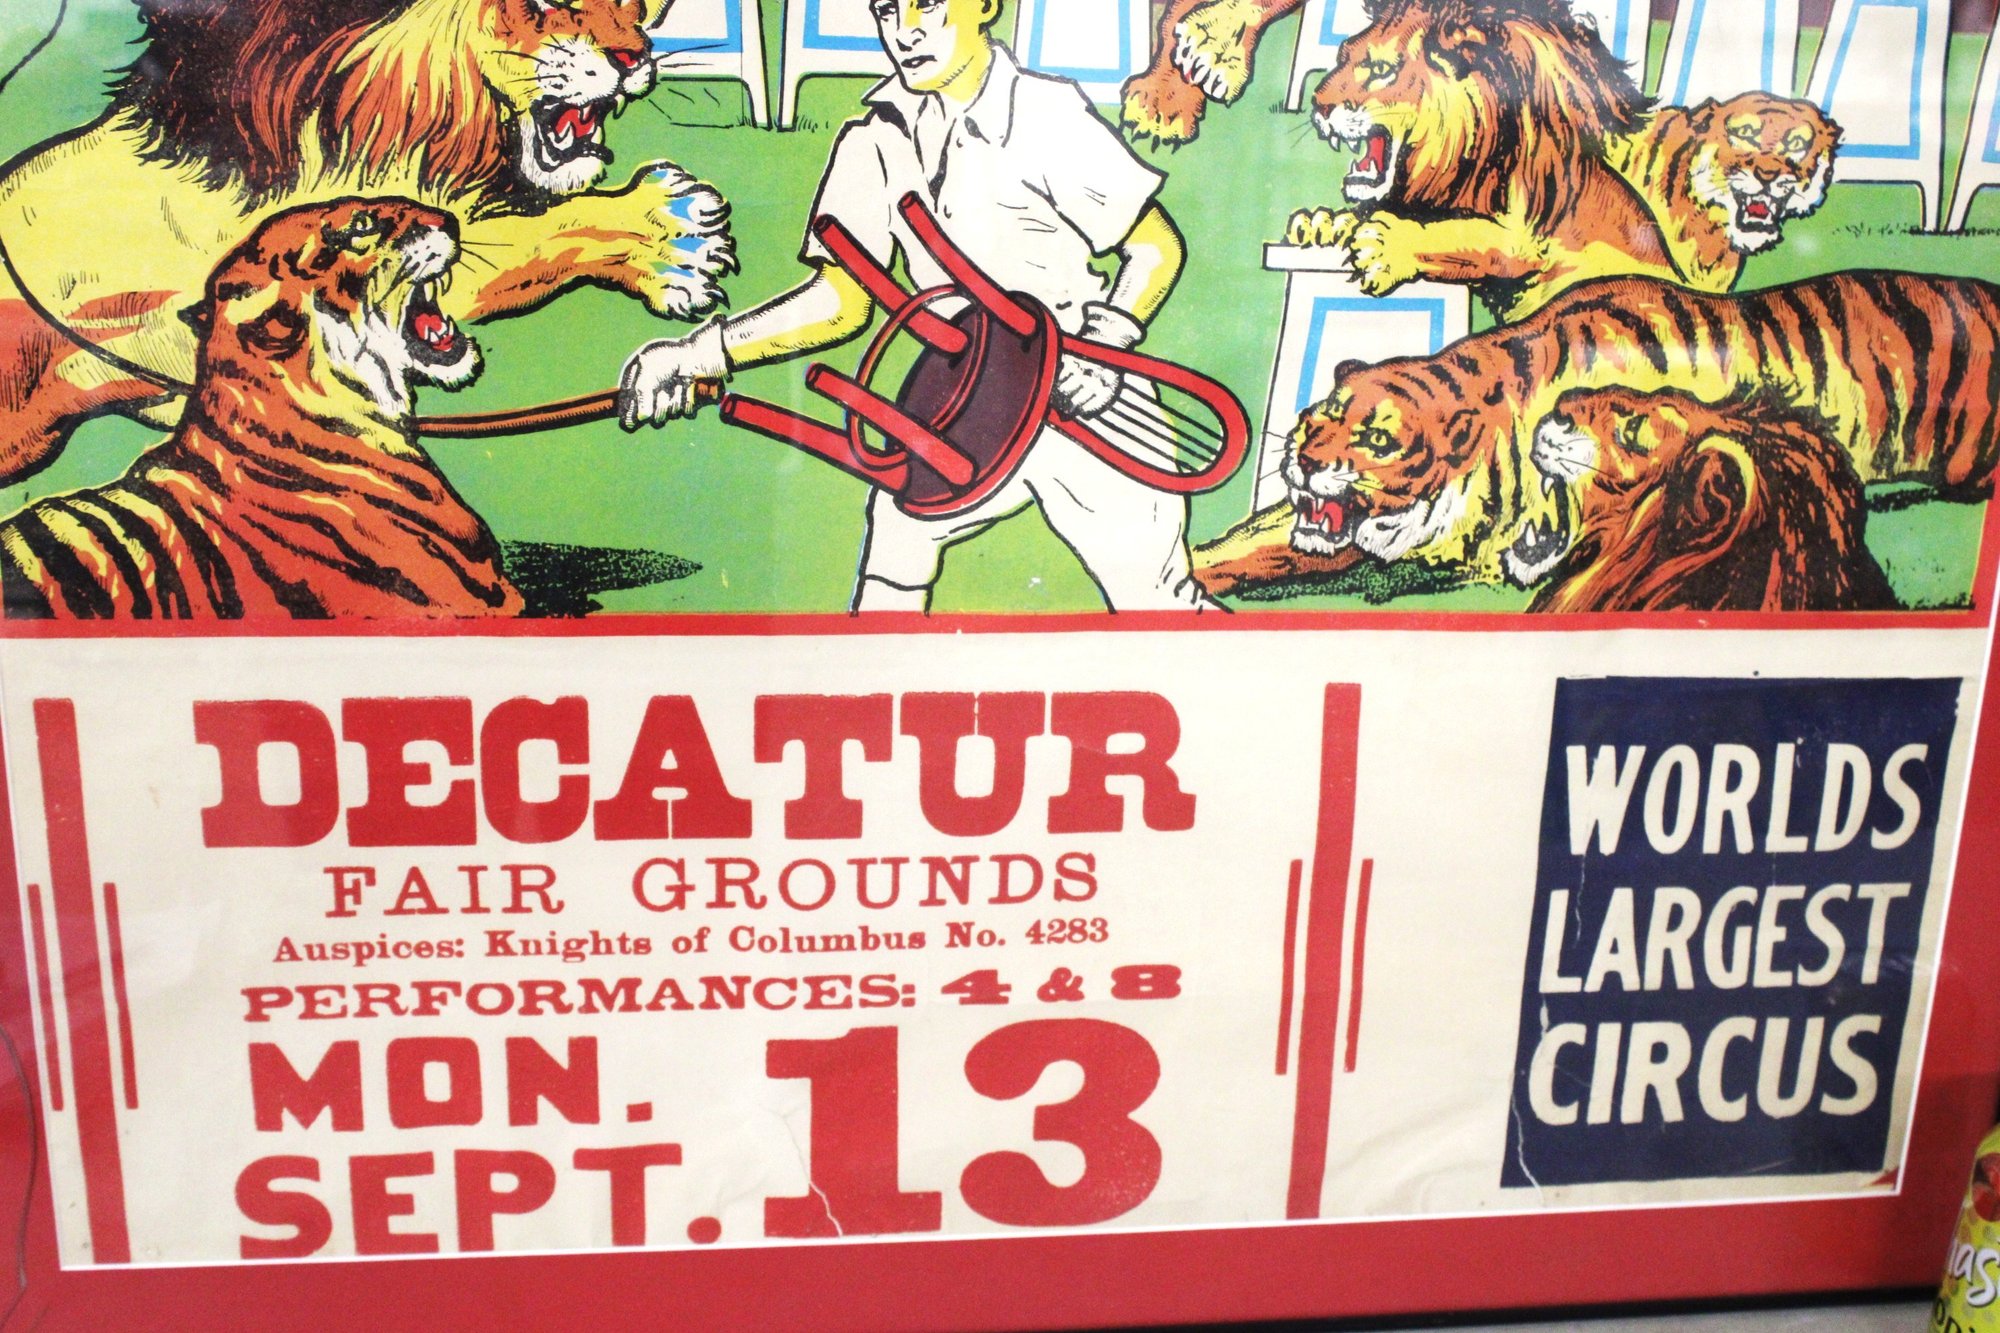 DECATUR
FAIR GROUNDS
Auspices: Knights of Columbus No. 4283
PERFORMANCES: 4 & 8
MON.
SEPT. 13
WORLDS
LARGEST
CIRCUS